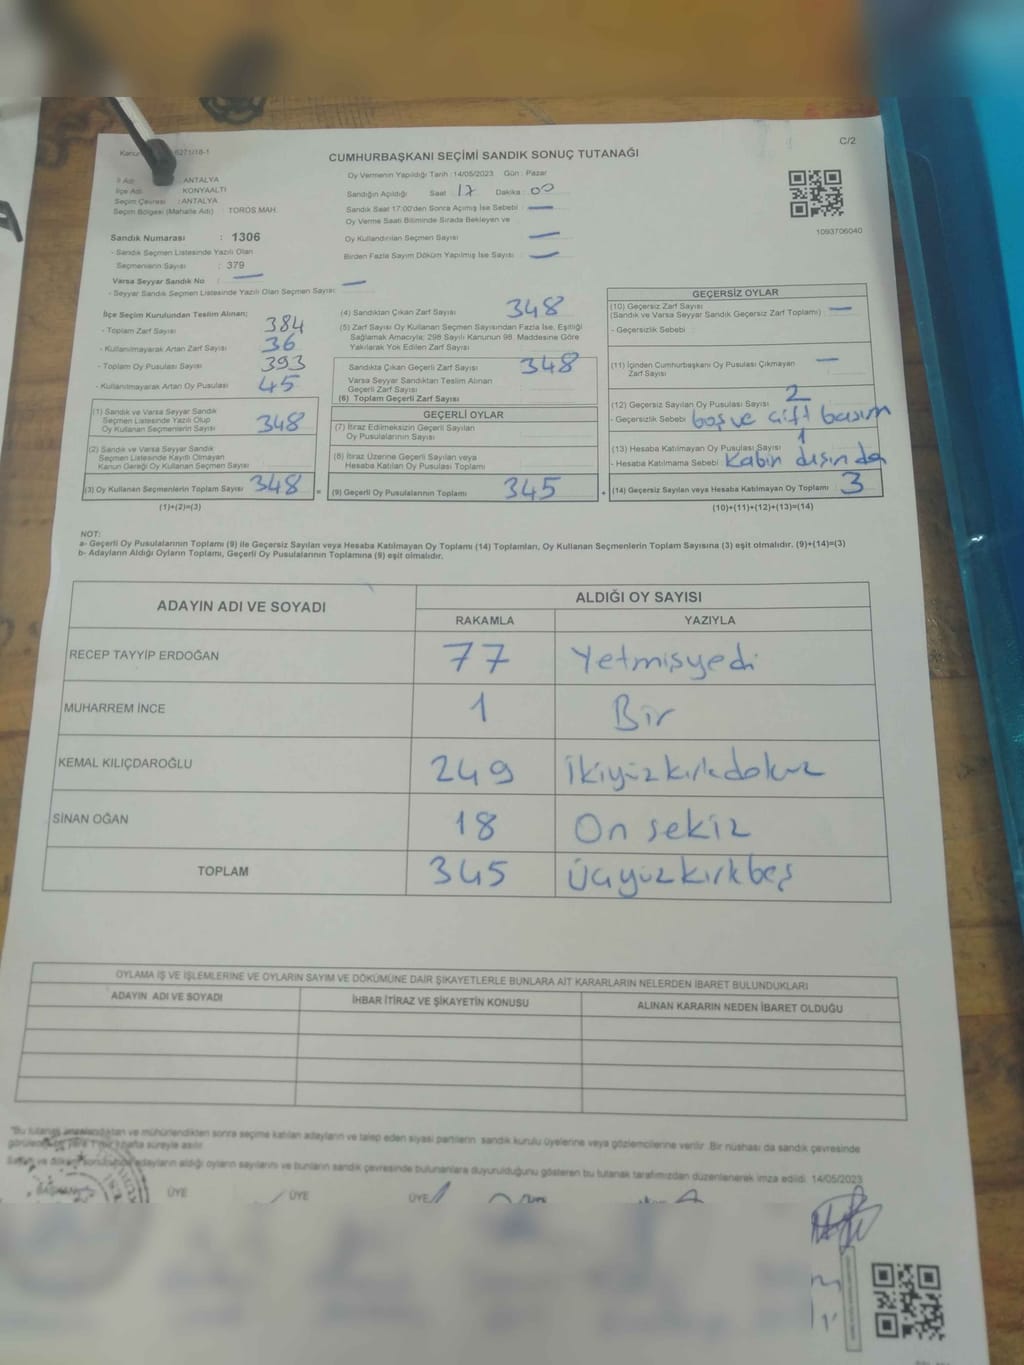 C/2
CUMHURBAŞKANI SEÇİMİ SANDIK SONUÇ TUTANAĞI
6271/18-1
İl Adı : ANTALYA
İlçe Adı : KONYAALTI
Seçim Çevresi : ANTALYA
Seçim Bölgesi (Mahalle Adı) TOROS MAH.
Sandık Numarası : 1306
- Sandık Seçmen Listesinde Yazılı Olan
Seçmenlerin Sayısı : 379
Varsa Seyyar Sandık No : —
- Seyyar Sandık Seçmen Listesinde Yazılı Olan Seçmen Sayısı: —
Oy Vermenin Yapıldığı Tarih : 14/05/2023 Gün : Pazar
Sandığın Açıldığı Saat : 17 Dakika : 00
Sandık Saat 17:00'den Sonra Açılmış İse Sebebi : —
Oy Verme Saati Bitiminde Sırada Bekleyen ve
Oy Kullandırılan Seçmen Sayısı —
Birden Fazla Sayım Döküm Yapılmış İse Sayısı : —
1093706040
İlçe Seçim Kurulundan Teslim Alınan;
- Toplam Zarf Sayısı 384
- Kullanılmayarak Artan Zarf Sayısı : 36
- Toplam Oy Pusulası Sayısı : 393
- Kullanılmayarak Artan Oy Pusulası : 45
(1) Sandık ve Varsa Seyyar Sandık
Seçmen Listesinde Yazılı Olup
Oy Kullanan Seçmenlerin Sayısı : 348
(2) Sandık ve Varsa Seyyar Sandık
Seçmen Listesinde Kayıtlı Olmayan
Kanun Gereği Oy Kullanan Seçmen Sayısı :
(3) Oy Kullanan Seçmenlerin Toplam Sayısı : 348 =
(1)+(2)=(3)
(4) Sandıktan Çıkan Zarf Sayısı : 348
(5) Zarf Sayısı Oy Kullanan Seçmen Sayısından Fazla İse, Eşitliği
Sağlamak Amacıyla; 298 Sayılı Kanunun 98. Maddesine Göre
Yakılarak Yok Edilen Zarf Sayısı :
Sandıkta Çıkan Geçerli Zarf Sayısı : 348
Varsa Seyyar Sandıktan Teslim Alınan
Geçerli Zarf Sayısı :
(6) Toplam Geçerli Zarf Sayısı :
GEÇERLİ OYLAR
(7) İtiraz Edilmeksizin Geçerli Sayılan
Oy Pusulalarının Sayısı :
(8) İtiraz Üzerine Geçerli Sayılan veya
Hesaba Katılan Oy Pusulası Toplamı :
(9) Geçerli Oy Pusulalarının Toplamı : 345 +
GEÇERSİZ OYLAR
(10) Geçersiz Zarf Sayısı
(Sandık ve Varsa Seyyar Sandık Geçersiz Zarf Toplamı) : —
- Geçersizlik Sebebi :
(11) İçinden Cumhurbaşkanı Oy Pusulası Çıkmayan
Zarf Sayısı : —
(12) Geçersiz Sayılan Oy Pusulası Sayısı : 2
- Geçersizlik Sebebi : boş ve çift basım
(13) Hesaba Katılmayan Oy Pusulası Sayısı : 1
- Hesaba Katılmama Sebebi : Kabin dışında
(14) Geçersiz Sayılan veya Hesaba Katılmayan Oy Toplamı : 3
(10)+(11)+(12)+(13)=(14)
NOT:
a- Geçerli Oy Pusulalarının Toplamı (9) ile Geçersiz Sayılan veya Hesaba Katılmayan Oy Toplamı (14) Toplamları, Oy Kullanan Seçmenlerin Toplam Sayısına (3) eşit olmalıdır. (9)+(14)=(3)
b- Adayların Aldığı Oyların Toplamı, Geçerli Oy Pusulalarının Toplamına (9) eşit olmalıdır.
ADAYIN ADI VE SOYADI
ALDIĞI OY SAYISI
RAKAMLA YAZIYLA
RECEP TAYYİP ERDOĞAN 77 Yetmişyedi
MUHARREM İNCE 1 Bir
KEMAL KILIÇDAROĞLU 249 İkiyüzkırkdokuz
SİNAN OĞAN 18 On sekiz
TOPLAM 345 Üçyüzkırkbeş
OYLAMA İŞ VE İŞLEMLERİNE VE OYLARIN SAYIM VE DÖKÜMÜNE DAİR ŞİKAYETLERLE BUNLARA AİT KARARLARIN NELERDEN İBARET BULUNDUKLARI
ADAYIN ADI VE SOYADI İHBAR İTİRAZ VE ŞİKAYETİN KONUSU ALINAN KARARIN NEDEN İBARET OLDUĞU
"Bu tutanak imzalandıktan ve mühürlendikten sonra seçime katılan adayların ve talep eden siyasi partilerin sandık kurulu üyelerine veya gözlemcilerine verilir. Bir nüshası da sandık çevresinde
hafta süreyle asılır.
adayların aldığı oyların sayılarını ve bunların sandık çevresinde bulunanlara duyurulduğunu gösteren bu tutanak tarafımızdan düzenlenerek imza edildi. 14/05/2023
BAŞKAN ÜYE ÜYE ÜYE